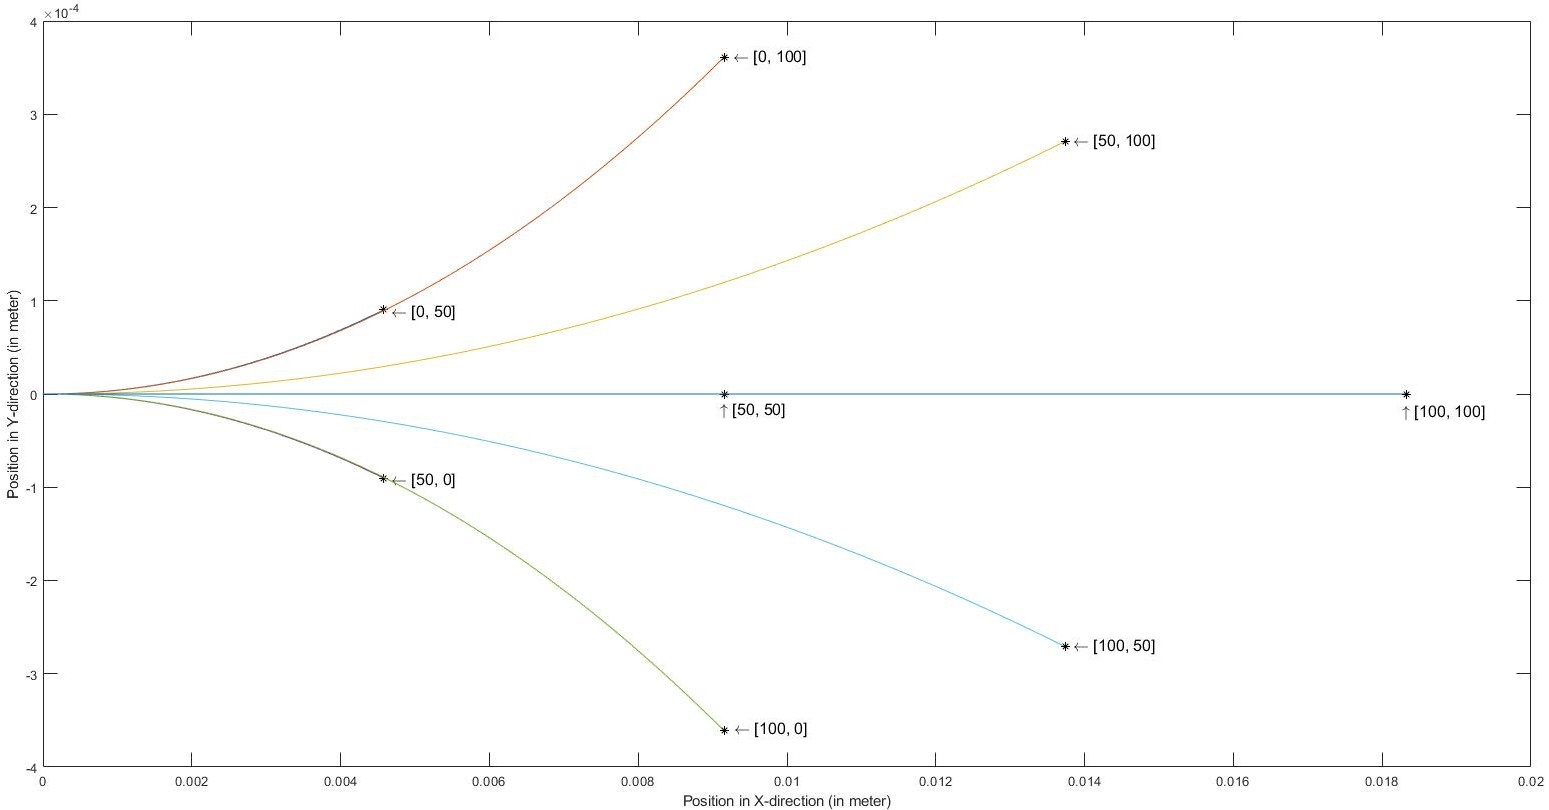 ×10⁻⁴
4
3
2
1
0
-1
-2
-3
-4
Position in Y-direction (in meter)
← [0, 100]
← [50, 100]
← [0, 50]
↑ [50, 50]
↑ [100, 100]
← [50, 0]
← [100, 50]
← [100, 0]
0 0.002 0.004 0.006 0.008 0.01 0.012 0.014 0.016 0.018 0.02
Position in X-direction (in meter)